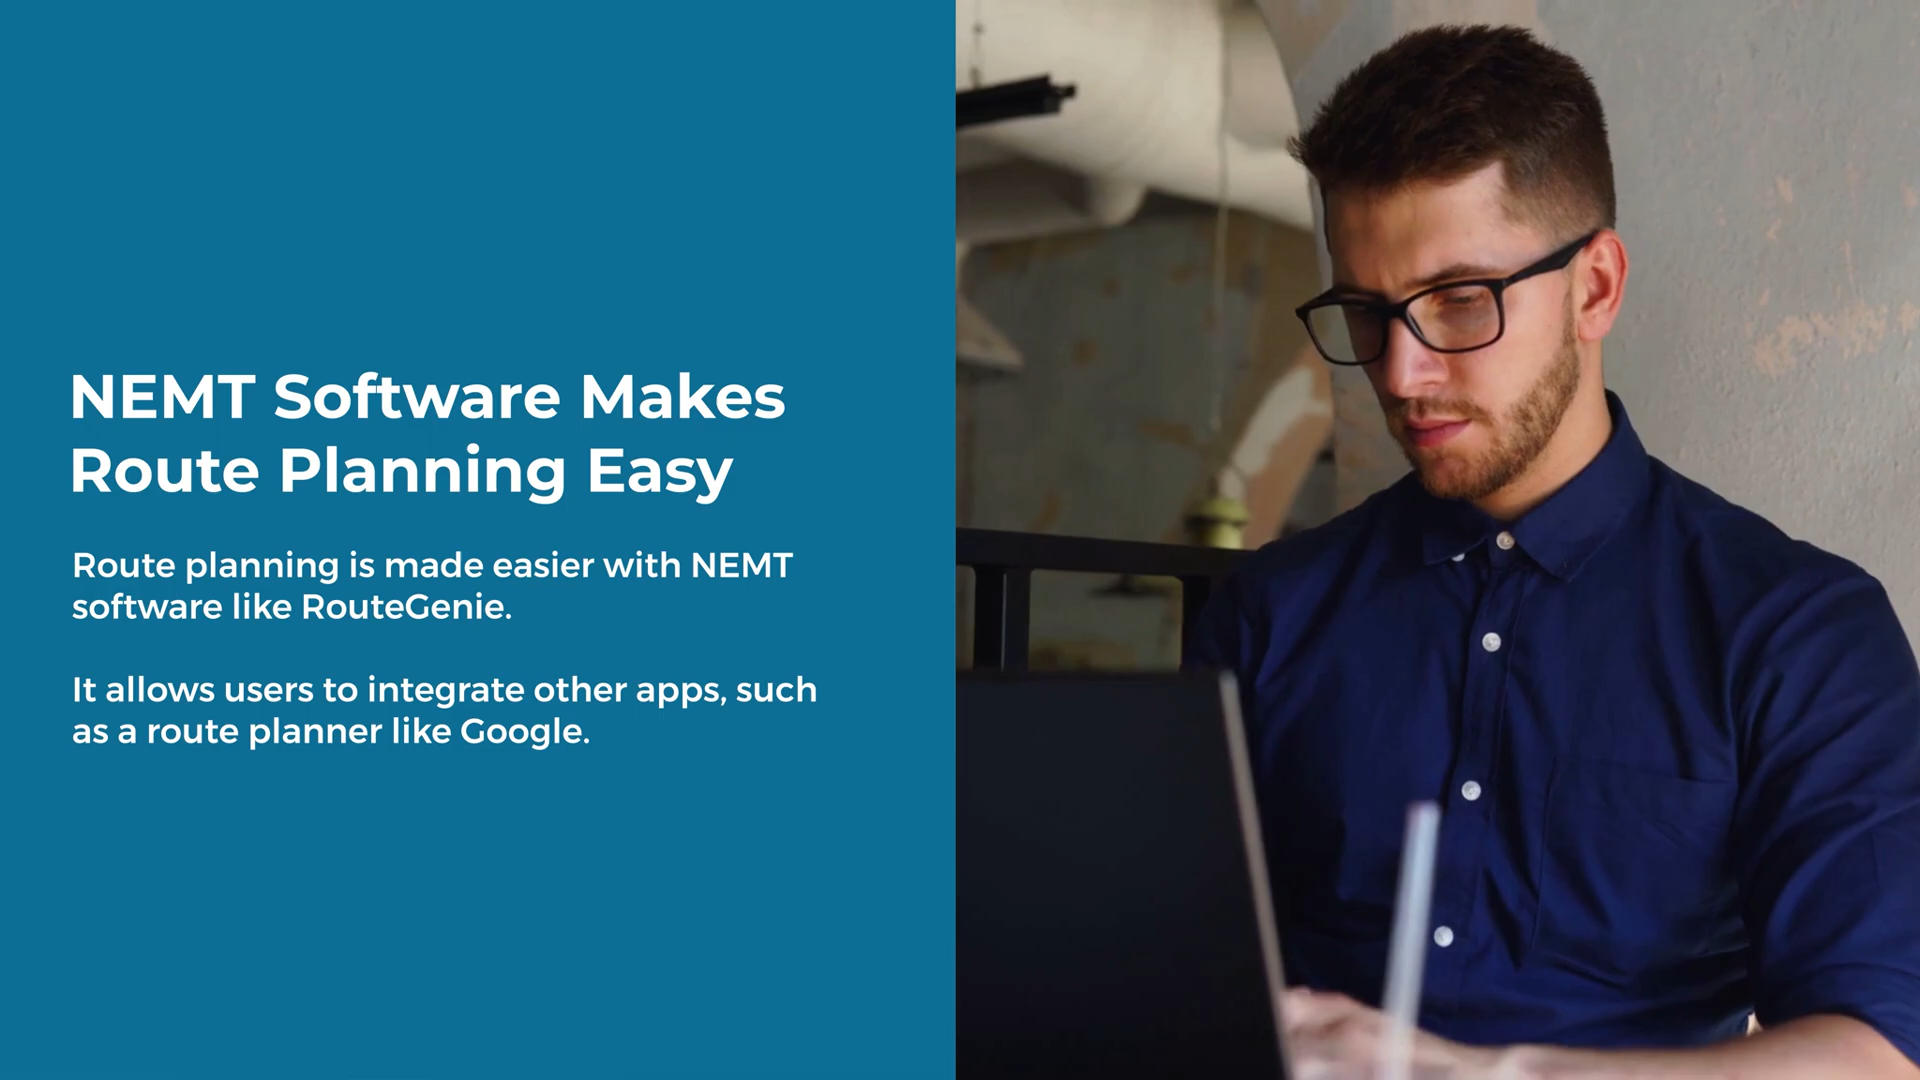 NEMT Software Makes
Route Planning Easy
Route planning is made easier with NEMT
software like RouteGenie.
It allows users to integrate other apps, such
as a route planner like Google.